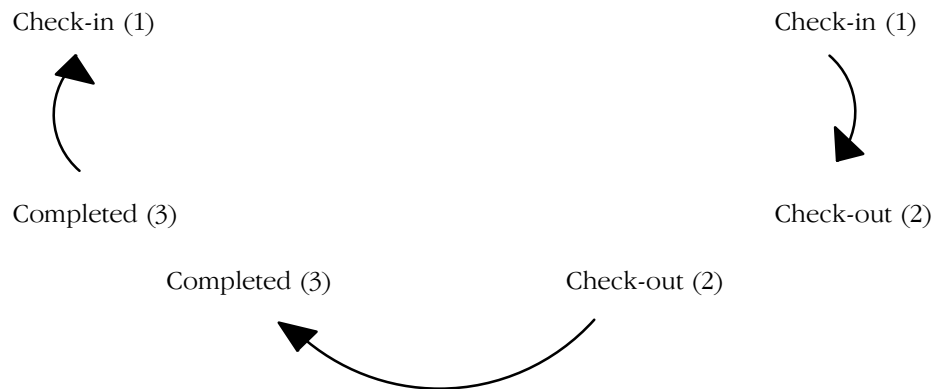 Check-in (1)
Check-in (1)
Completed (3)
Check-out (2)
Completed (3)
Check-out (2)